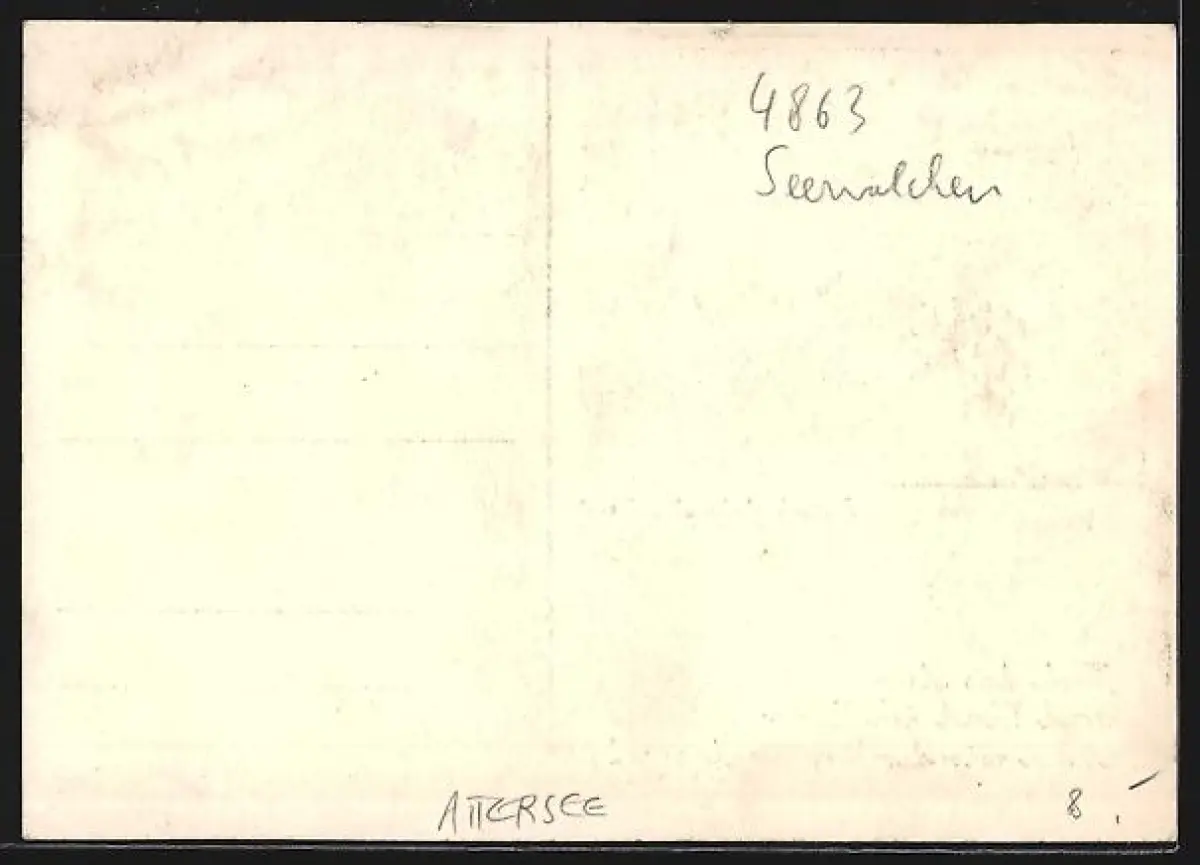 4863
Seewalchen
ATTERSEE
8.-